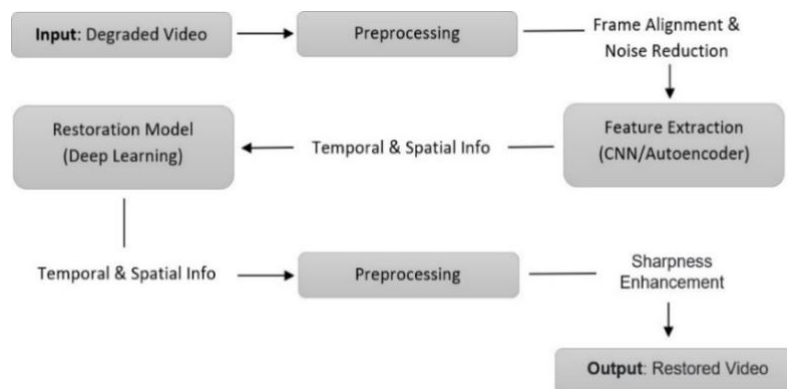 Input: Degraded Video
Preprocessing
Frame Alignment &
Noise Reduction
Feature Extraction
(CNN/Autoencoder)
Temporal & Spatial Info
Restoration Model
(Deep Learning)
Temporal & Spatial Info
Preprocessing
Sharpness
Enhancement
Output: Restored Video